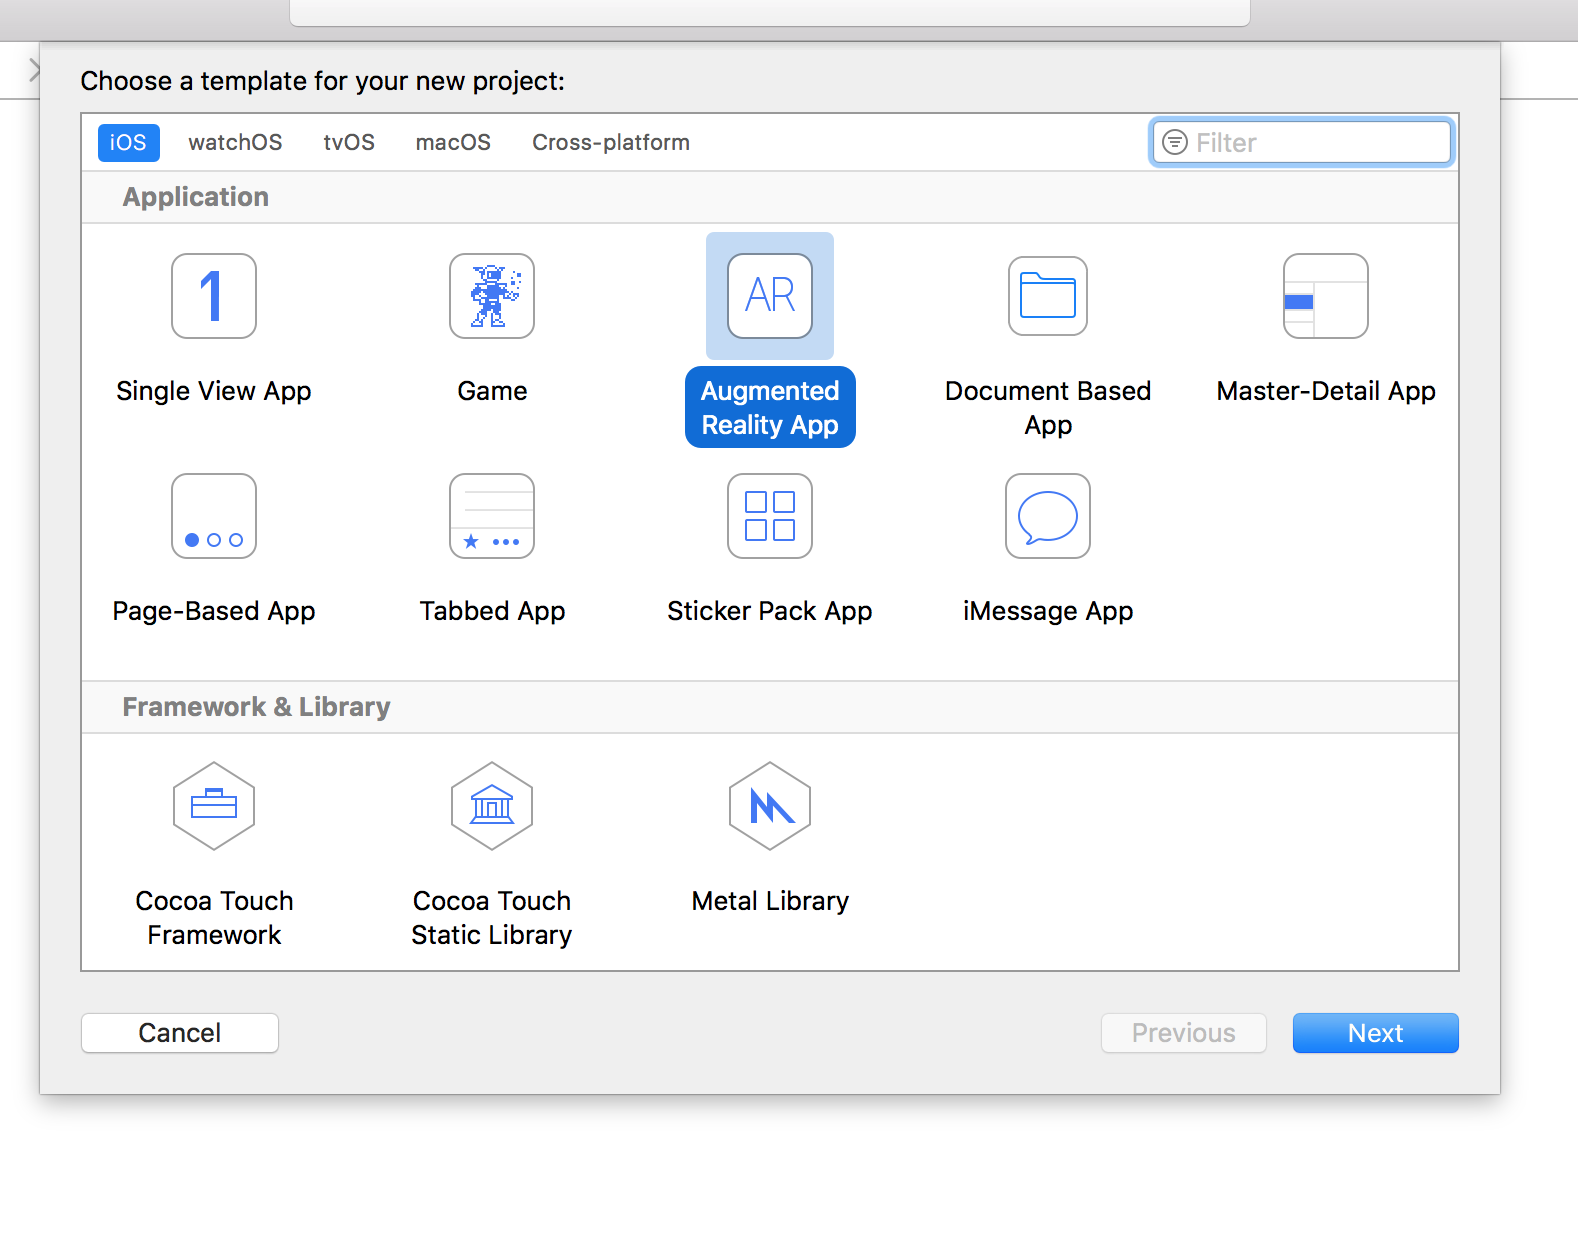 Choose a template for your new project:
iOS watchOS tvOS macOS Cross-platform Filter
Application
1 AR
Single View App Game Augmented Reality App Document Based App Master-Detail App
Page-Based App Tabbed App Sticker Pack App iMessage App
Framework & Library
Cocoa Touch Framework Cocoa Touch Static Library Metal Library
Cancel Previous Next